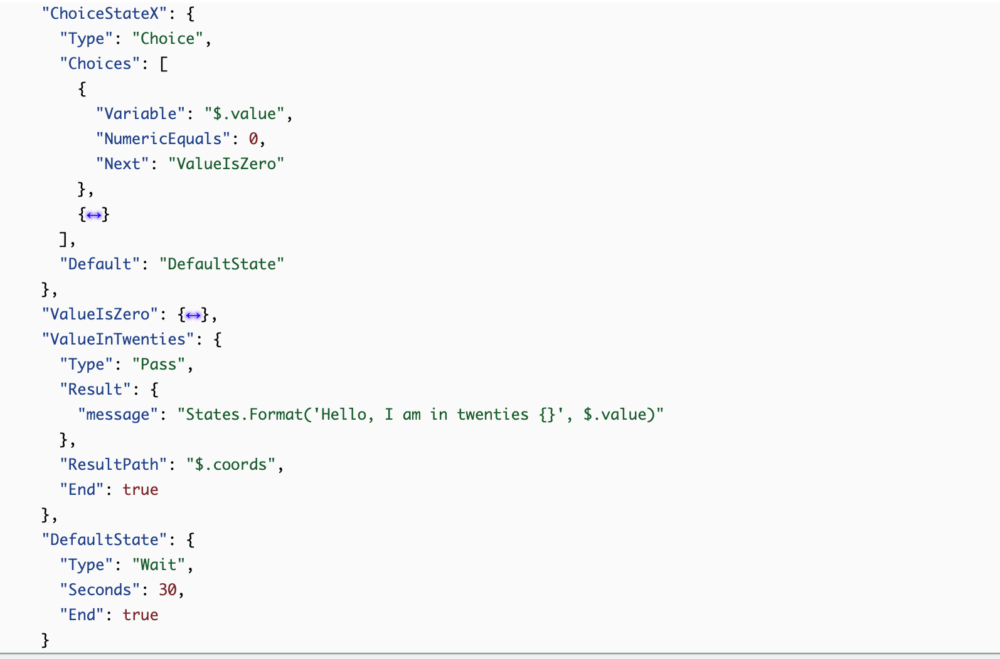 "ChoiceStateX": {
"Type": "Choice",
"Choices": [
{
"Variable": "$.value",
"NumericEquals": 0,
"Next": "ValueIsZero"
},
{↔}
],
"Default": "DefaultState"
},
"ValueIsZero": {↔},
"ValueInTwenties": {
"Type": "Pass",
"Result": {
"message": "States.Format('Hello, I am in twenties {}', $.value)"
},
"ResultPath": "$.coords",
"End": true
},
"DefaultState": {
"Type": "Wait",
"Seconds": 30,
"End": true
}